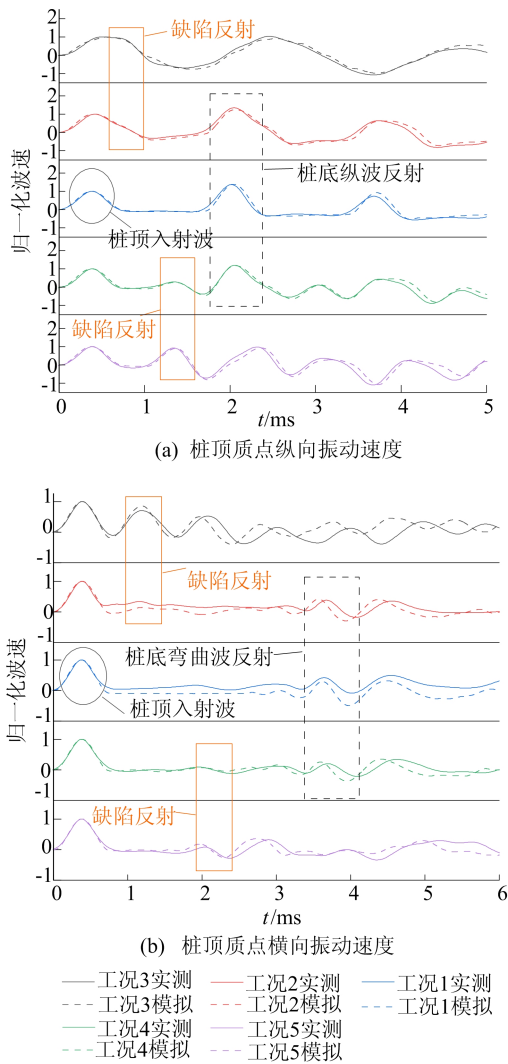 2
1
0
-1
缺陷反射
2
1
0
-1
2
1
0
-1
桩底纵波反射
桩顶入射波
2
1
0
-1
缺陷反射
2
1
0
-1
归一化波速
0 1 2 3 4 5
t/ms
(a) 桩顶质点纵向振动速度
1
0
-1
1
0
-1
缺陷反射
1
0
-1
桩底弯曲波反射
桩顶入射波
1
0
-1
缺陷反射
1
0
-1
归一化波速
0 1 2 3 4 5 6
t/ms
(b) 桩顶质点横向振动速度
工况3实测 工况2实测 工况1实测
工况3模拟 工况2模拟 工况1模拟
工况4实测 工况5实测
工况4模拟 工况5模拟